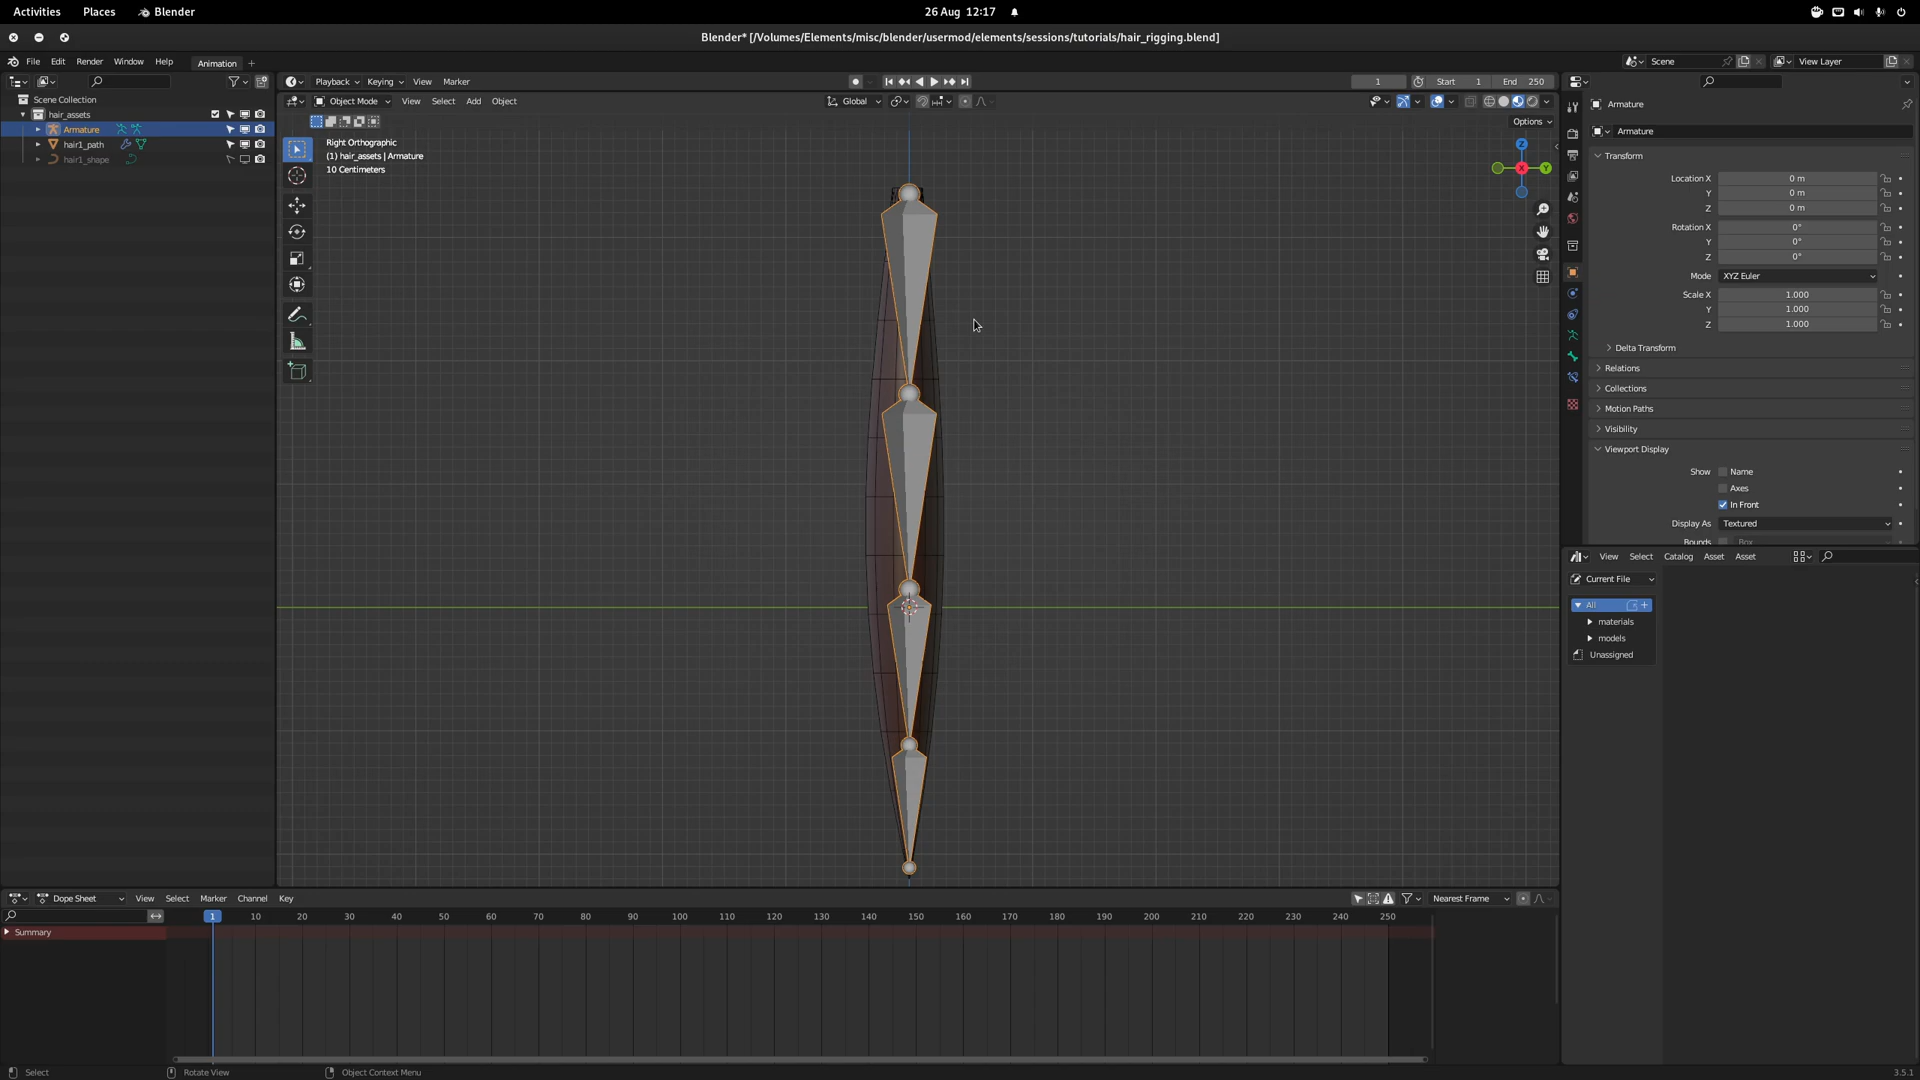 Activities Places Blender 26 Aug 12:17
Blender* [/Volumes/Elements/misc/blender/usermod/elements/sessions/tutorials/hair_rigging.blend]
File Edit Render Window Help Animation + Scene View Layer
Playback Keying View Marker 1 Start 1 End 250
Scene Collection
hair_assets
Armature
hair1_path
hair1_shape
Object Mode View Select Add Object Global
Options
Right Orthographic
(1) hair_assets | Armature
10 Centimeters
Z
X
Y
Armature
Armature
Transform
Location X 0 m
Y 0 m
Z 0 m
Rotation X 0°
Y 0°
Z 0°
Mode XYZ Euler
Scale X 1.000
Y 1.000
Z 1.000
Delta Transform
Relations
Collections
Motion Paths
Visibility
Viewport Display
Show Name
Axes
In Front
Display As Textured
Bounds Box
View Select Catalog Asset Asset
Current File
All
materials
models
Unassigned
Dope Sheet View Select Marker Channel Key Nearest Frame
1 10 20 30 40 50 60 70 80 90 100 110 120 130 140 150 160 170 180 190 200 210 220 230 240 250
Summary
Select Rotate View Object Context Menu 3.5.1